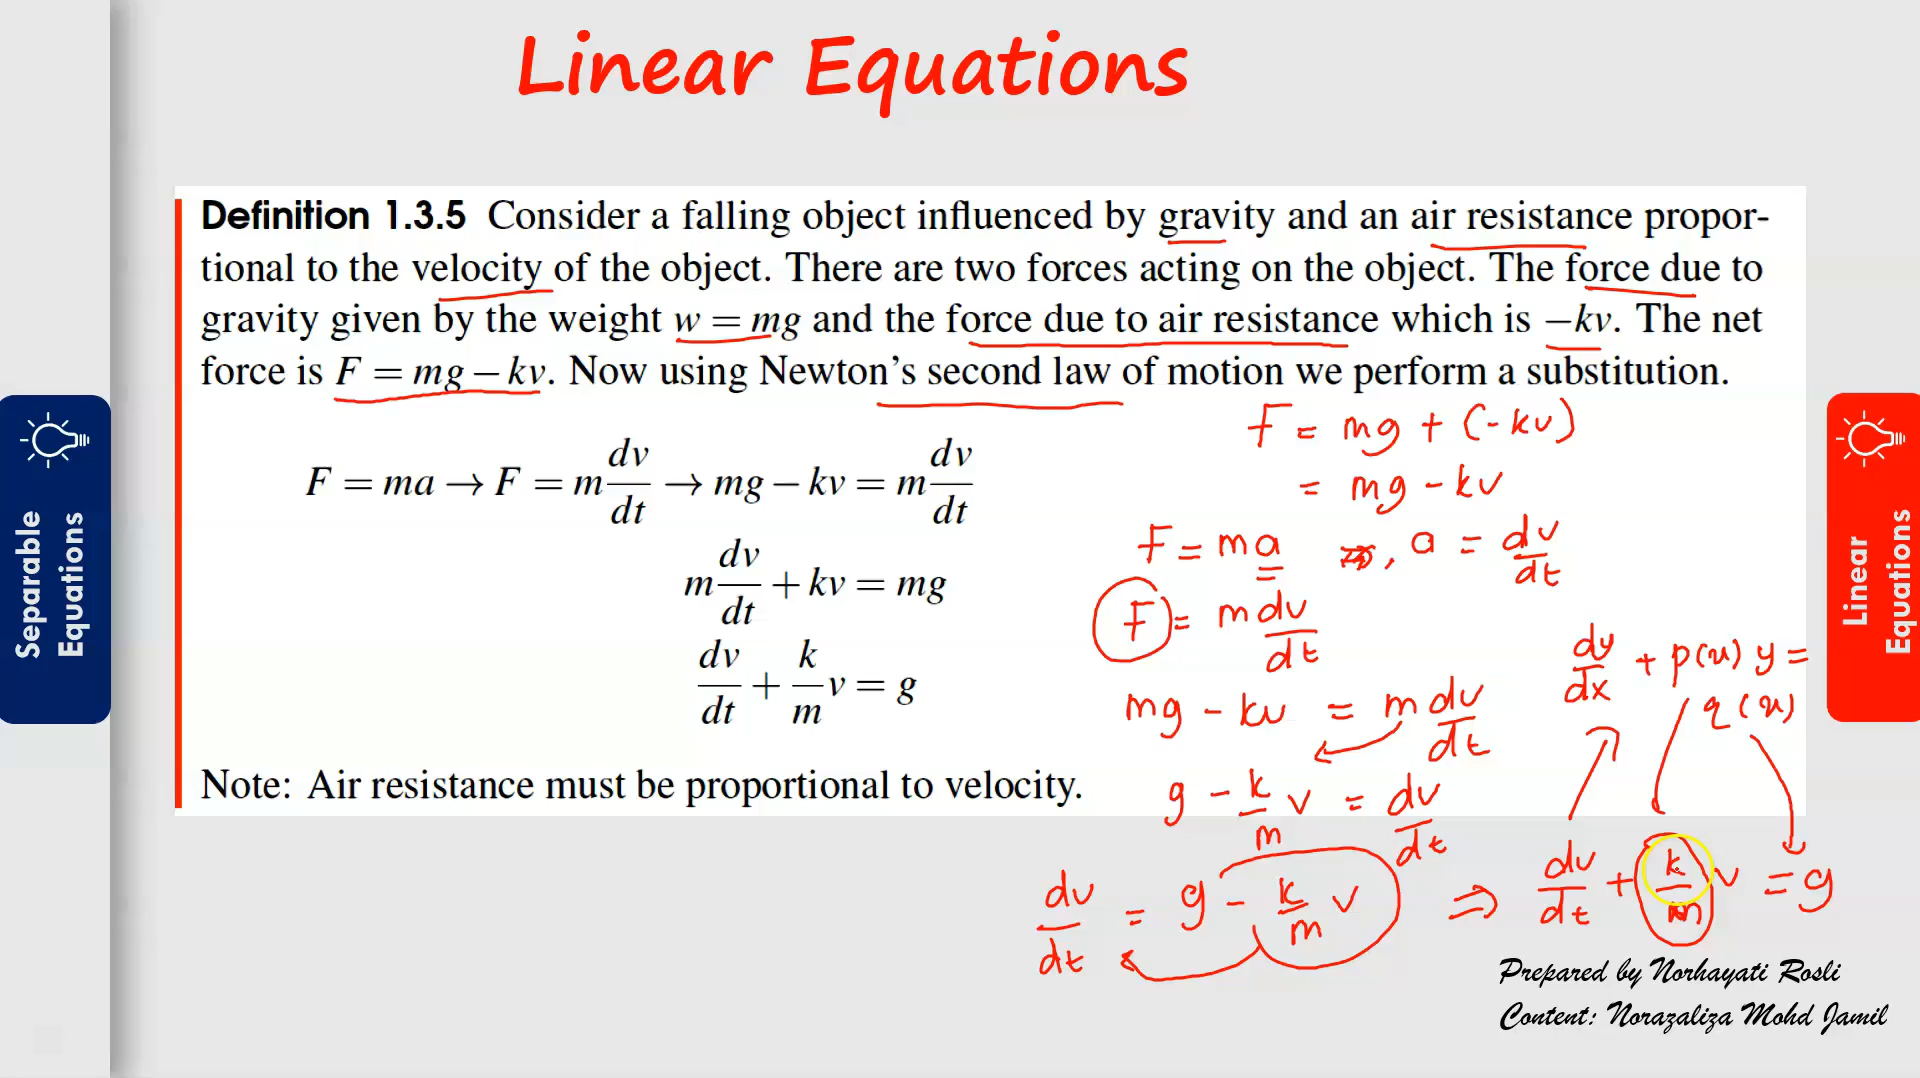 Linear Equations
Definition 1.3.5 Consider a falling object influenced by gravity and an air resistance propor-
tional to the velocity of the object. There are two forces acting on the object. The force due to
gravity given by the weight w = mg and the force due to air resistance which is −kv. The net
force is F = mg − kv. Now using Newton's second law of motion we perform a substitution.
F = ma → F = m dv/dt → mg − kv = m dv/dt
m dv/dt + kv = mg
dv/dt + k/m v = g
Note: Air resistance must be proportional to velocity.
F = mg + (-kv)
= mg - kv
F = ma , a = dv/dt
F = m dv/dt
mg - kv = m dv/dt
g - k/m v = dv/dt
dv/dt = g - k/m v ⇒ dv/dt + k/m v = g
dy/dx + p(x) y =
q(x)
Separable
Equations
Linear
Equations
Prepared by Norhayati Rosli
Content: Norazaliza Mohd Jamil